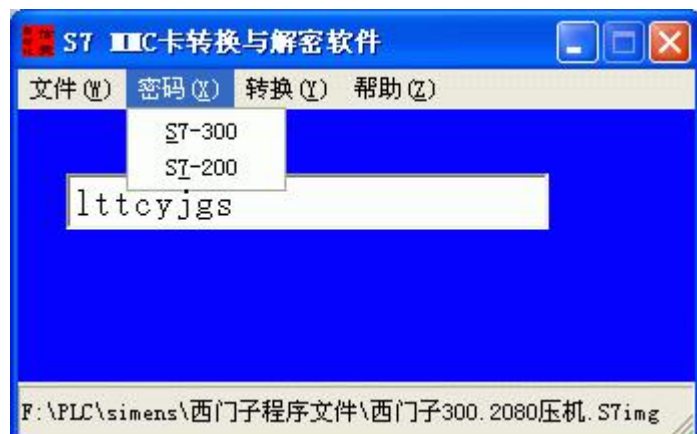 S7 MMC卡转换与解密软件
文件(W) 密码(X) 转换(Y) 帮助(Z)
S7-300
S7-200
lttcyjgs
F:\PLC\simens\西门子程序文件\西门子300.2080压机.S7img